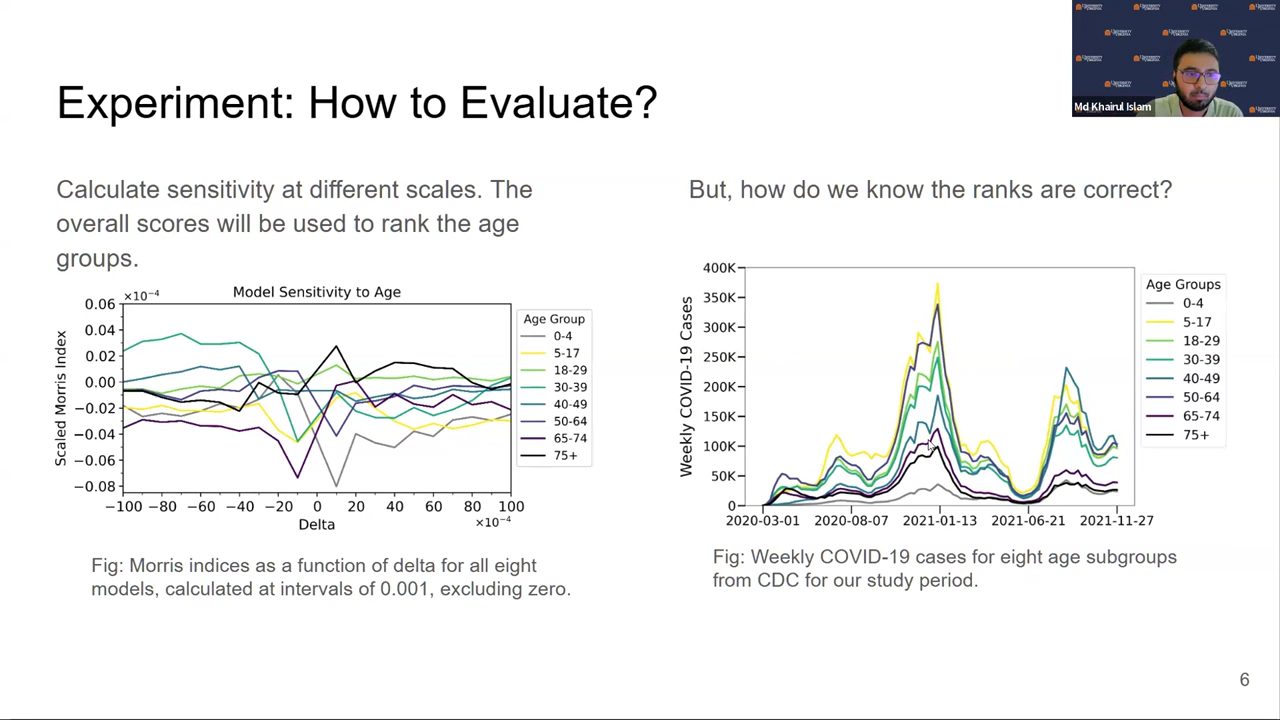 Experiment: How to Evaluate?
Md Khairul Islam
Calculate sensitivity at different scales. The
overall scores will be used to rank the age
groups.
But, how do we know the ranks are correct?
×10⁻⁴
Model Sensitivity to Age
Scaled Morris Index
0.06
0.04
0.02
0.00
−0.02
−0.04
−0.06
−0.08
−100 −80 −60 −40 −20 0 20 40 60 80 100
Delta
×10⁻⁴
Age Group
0-4
5-17
18-29
30-39
40-49
50-64
65-74
75+
Fig: Morris indices as a function of delta for all eight
models, calculated at intervals of 0.001, excluding zero.
Weekly COVID-19 Cases
400K
350K
300K
250K
200K
150K
100K
50K
0
2020-03-01 2020-08-07 2021-01-13 2021-06-21 2021-11-27
Age Groups
0-4
5-17
18-29
30-39
40-49
50-64
65-74
75+
Fig: Weekly COVID-19 cases for eight age subgroups
from CDC for our study period.
6